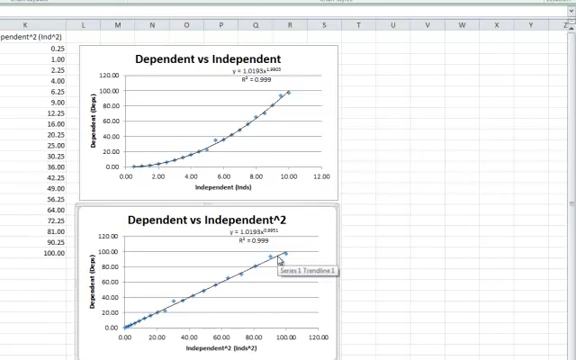 K L M N O P Q R S T U V W X Y Z
pendent^2 (Ind^2)
0.25
1.00
2.25
4.00
6.25
9.00
12.25
16.00
20.25
25.00
30.25
36.00
42.25
49.00
56.25
64.00
72.25
81.00
90.25
100.00
Dependent vs Independent
R² = 0.999
120.00
100.00
80.00
60.00
40.00
20.00
0.00
Dependent (Deps)
0.00 2.00 4.00 6.00 8.00 10.00 12.00
Independent (Inds)
Dependent vs Independent^2
R² = 0.999
120.00
100.00
80.00
60.00
40.00
20.00
0.00
Dependent (Deps)
Series 1 Trendline 1
0.00 20.00 40.00 60.00 80.00 100.00 120.00
Independent^2 (Inds^2)